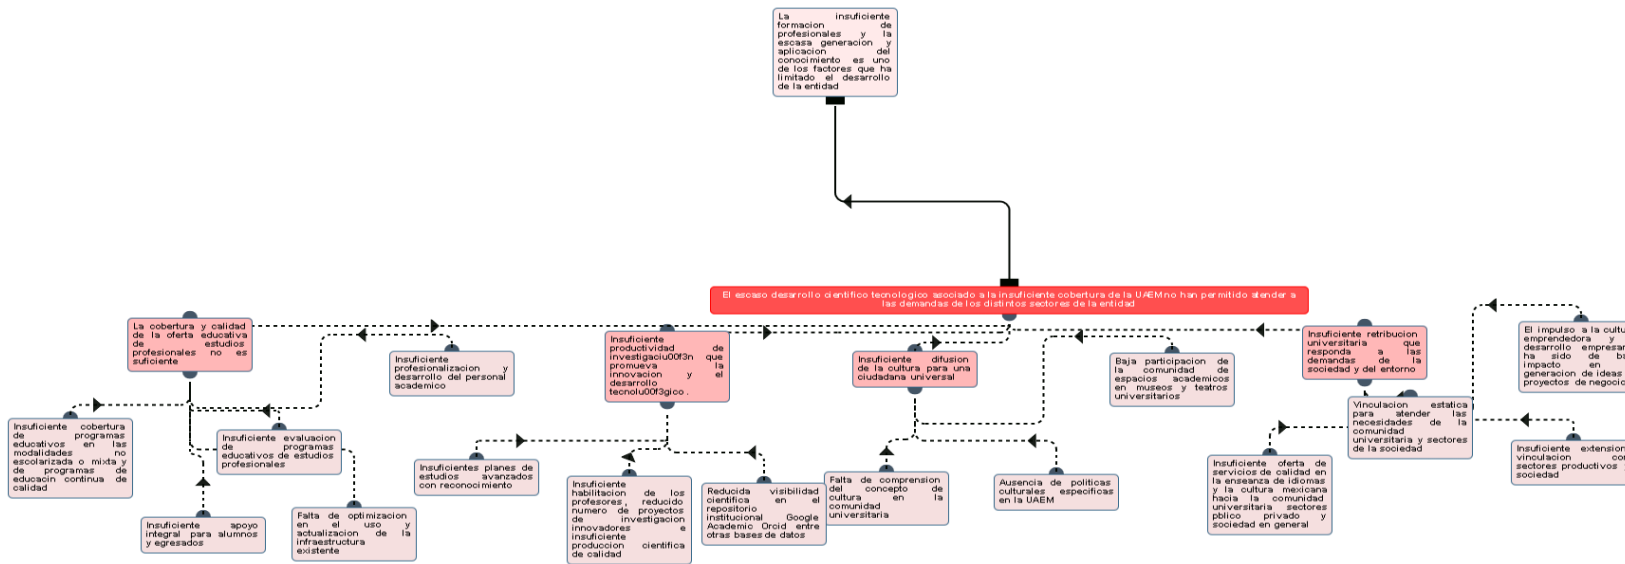 La insuficiente
formacion de
profesionales y la
escasa generacion y
aplicacion del
conocimiento es uno
de los factores que ha
limitado el desarrollo
de la entidad
El escaso desarrollo cientifico tecnologico asociado a la insuficiente cobertura de la UAEM no han permitido atender a
las demandas de los distintos sectores de la entidad
La cobertura y calidad
de la oferta educativa
de estudios
profesionales no es
suficiente
Insuficiente
profesionalizacion y
desarrollo del personal
academico
Insuficiente
productividad de
investigaciu00f3n que
promueva la
innovacion y el
desarrollo
tecnolu00f3gico .
Insuficiente difusion
de la cultura para una
ciudadana universal
Baja participacion de
la comunidad de
espacios academicos
en museos y teatros
universitarios
Insuficiente retribucion
universitaria que
responda a las
demandas de la
sociedad y del entorno
El impulso a la cultu
emprendedora y
desarrollo empresar
ha sido de ba
impacto en
generacion de ideas
proyectos de negocio
Insuficiente cobertura
de programas
educativos en las
modalidades no
escolarizada o mixta y
de programas de
educacin continua de
calidad
Insuficiente evaluacion
de programas
educativos de estudios
profesionales
Insuficiente apoyo
integral para alumnos
y egresados
Falta de optimizacion
en el uso y
actualizacion de la
infraestructura
existente
Insuficientes planes de
estudios avanzados
con reconocimiento
Insuficiente
habilitacion de los
profesores, reducido
numero de proyectos
de investigacion
innovadores e
insuficiente
produccion cientifica
de calidad
Reducida visibilidad
cientifica en el
repositorio
institucional Google
Academic Orcid entre
otras bases de datos
Falta de comprension
del concepto de
cultura en la
comunidad
universitaria
Ausencia de politicas
culturales especificas
en la UAEM
Insuficiente oferta de
servicios de calidad en
la enseanza de idiomas
y la cultura mexicana
hacia la comunidad
universitaria sectores
pblico privado y
sociedad en general
Vinculacion estatica
para atender las
necesidades de la
comunidad
universitaria y sectores
de la sociedad
Insuficiente extension
vinculacion con
sectores productivos
sociedad